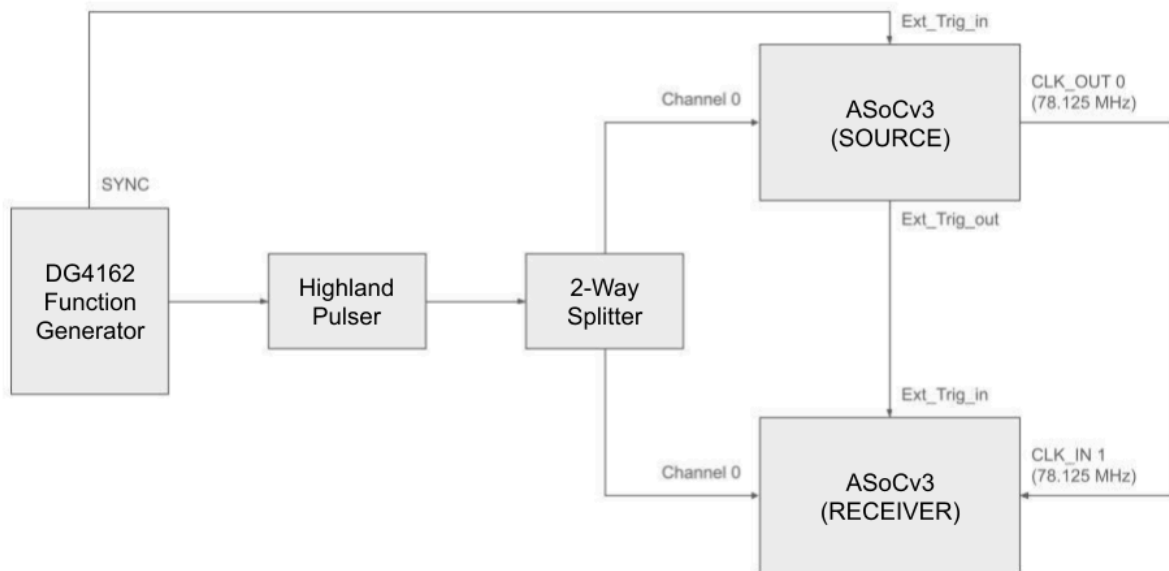 Ext_Trig_in
CLK_OUT 0
(78.125 MHz)
Channel 0
ASoCv3
(SOURCE)
SYNC
Ext_Trig_out
DG4162
Function
Generator
Highland
Pulser
2-Way
Splitter
Ext_Trig_in
CLK_IN 1
(78.125 MHz)
Channel 0
ASoCv3
(RECEIVER)